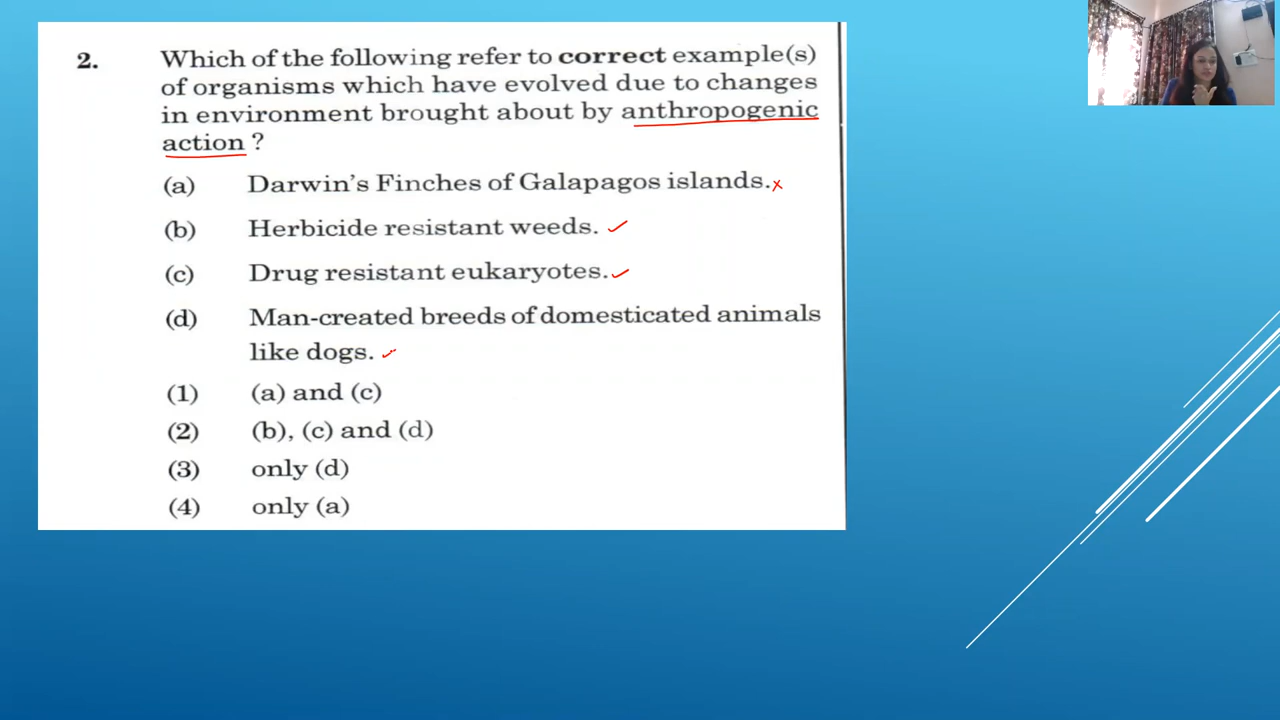 2. Which of the following refer to correct example(s)
of organisms which have evolved due to changes
in environment brought about by anthropogenic
action ?
(a) Darwin's Finches of Galapagos islands.
(b) Herbicide resistant weeds.
(c) Drug resistant eukaryotes.
(d) Man-created breeds of domesticated animals
like dogs.
(1) (a) and (c)
(2) (b), (c) and (d)
(3) only (d)
(4) only (a)